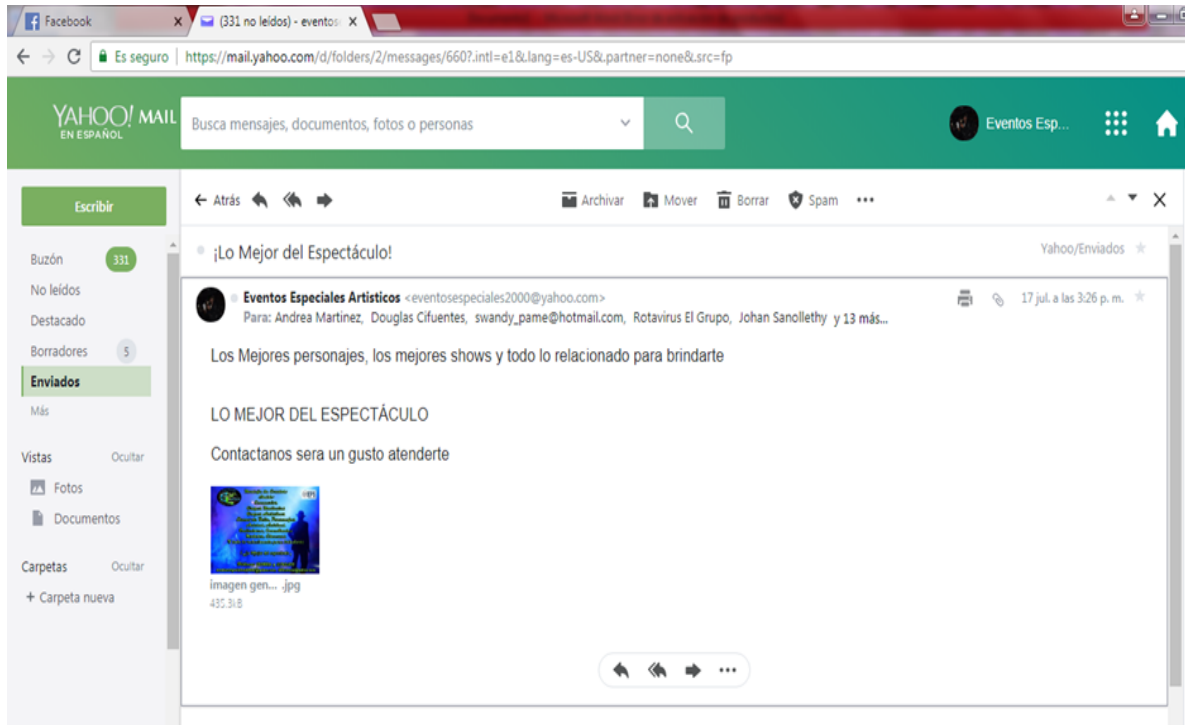 Facebook
(331 no leídos) - eventos
Es seguro
https://mail.yahoo.com/d/folders/2/messages/660?.intl=e1&.lang=es-US&.partner=none&.src=fp
YAHOO! MAIL
EN ESPAÑOL
Busca mensajes, documentos, fotos o personas
Eventos Esp...
Escribir
← Atrás
Archivar
Mover
Borrar
Spam
Buzón 331
No leídos
Destacado
Borradores 5
Enviados
Más
Vistas Ocultar
Fotos
Documentos
Carpetas Ocultar
+ Carpeta nueva
¡Lo Mejor del Espectáculo!
Yahoo/Enviados
Eventos Especiales Artisticos <eventosespeciales2000@yahoo.com>
17 jul. a las 3:26 p. m.
Para: Andrea Martinez, Douglas Cifuentes, swandy_pame@hotmail.com, Rotavirus El Grupo, Johan Sanollethy y 13 más...
Los Mejores personajes, los mejores shows y todo lo relacionado para brindarte
LO MEJOR DEL ESPECTÁCULO
Contactanos sera un gusto atenderte
imagen gen... .jpg